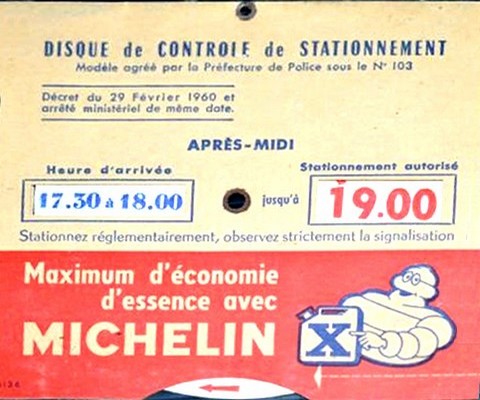 DISQUE de CONTROLE de STATIONNEMENT
Modèle agréé par la Préfecture de Police sous le N° 103
Décret du 29 Février 1960 et
arrêté ministériel de même date.
APRÈS-MIDI
Heure d'arrivée
Stationnement autorisé
17.30 à 18.00
jusqu'à
19.00
Stationnez réglementairement, observez strictement la signalisation
Maximum d'économie
d'essence avec
MICHELIN
X